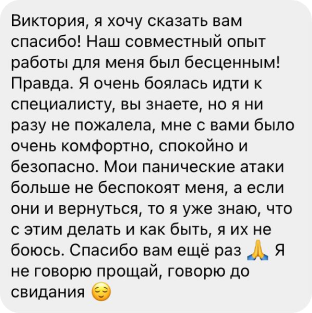 Виктория, я хочу сказать вам
спасибо! Наш совместный опыт
работы для меня был бесценным!
Правда. Я очень боялась идти к
специалисту, вы знаете, но я ни
разу не пожалела, мне с вами было
очень комфортно, спокойно и
безопасно. Мои панические атаки
больше не беспокоят меня, а если
они и вернуться, то я уже знаю, что
с этим делать и как быть, я их не
боюсь. Спасибо вам ещё раз 🙏 Я
не говорю прощай, говорю до
свидания 😌